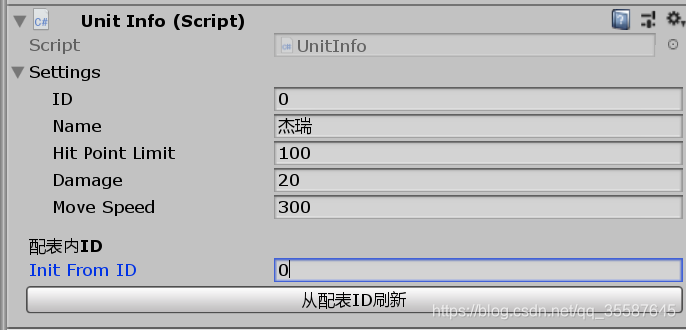 C# Unit Info (Script)
Script C# UnitInfo
Settings
ID 0
Name 杰瑞
Hit Point Limit 100
Damage 20
Move Speed 300
配表内ID
Init From ID 0
从配表ID刷新
https://blog.csdn.net/qq_35587645